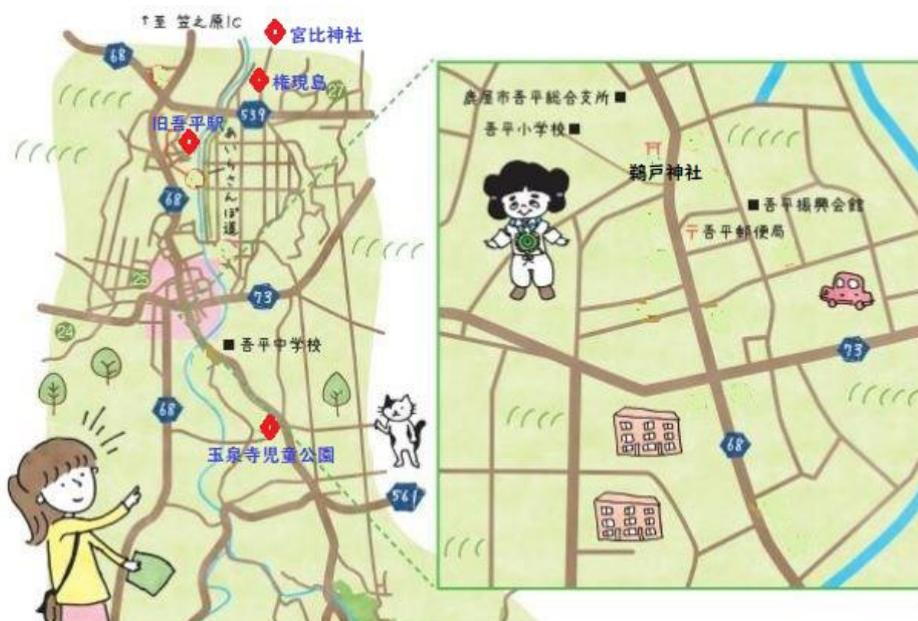 ↑至 笠之原IC
68
宮比神社
権現島
27
539
旧吾平駅
あいらさんぽ道
68
25
73
24
吾平中学校
68
玉泉寺児童公園
561
鹿屋市吾平総合支所
吾平小学校
鵜戸神社
吾平振興会館
〒吾平郵便局
73
68